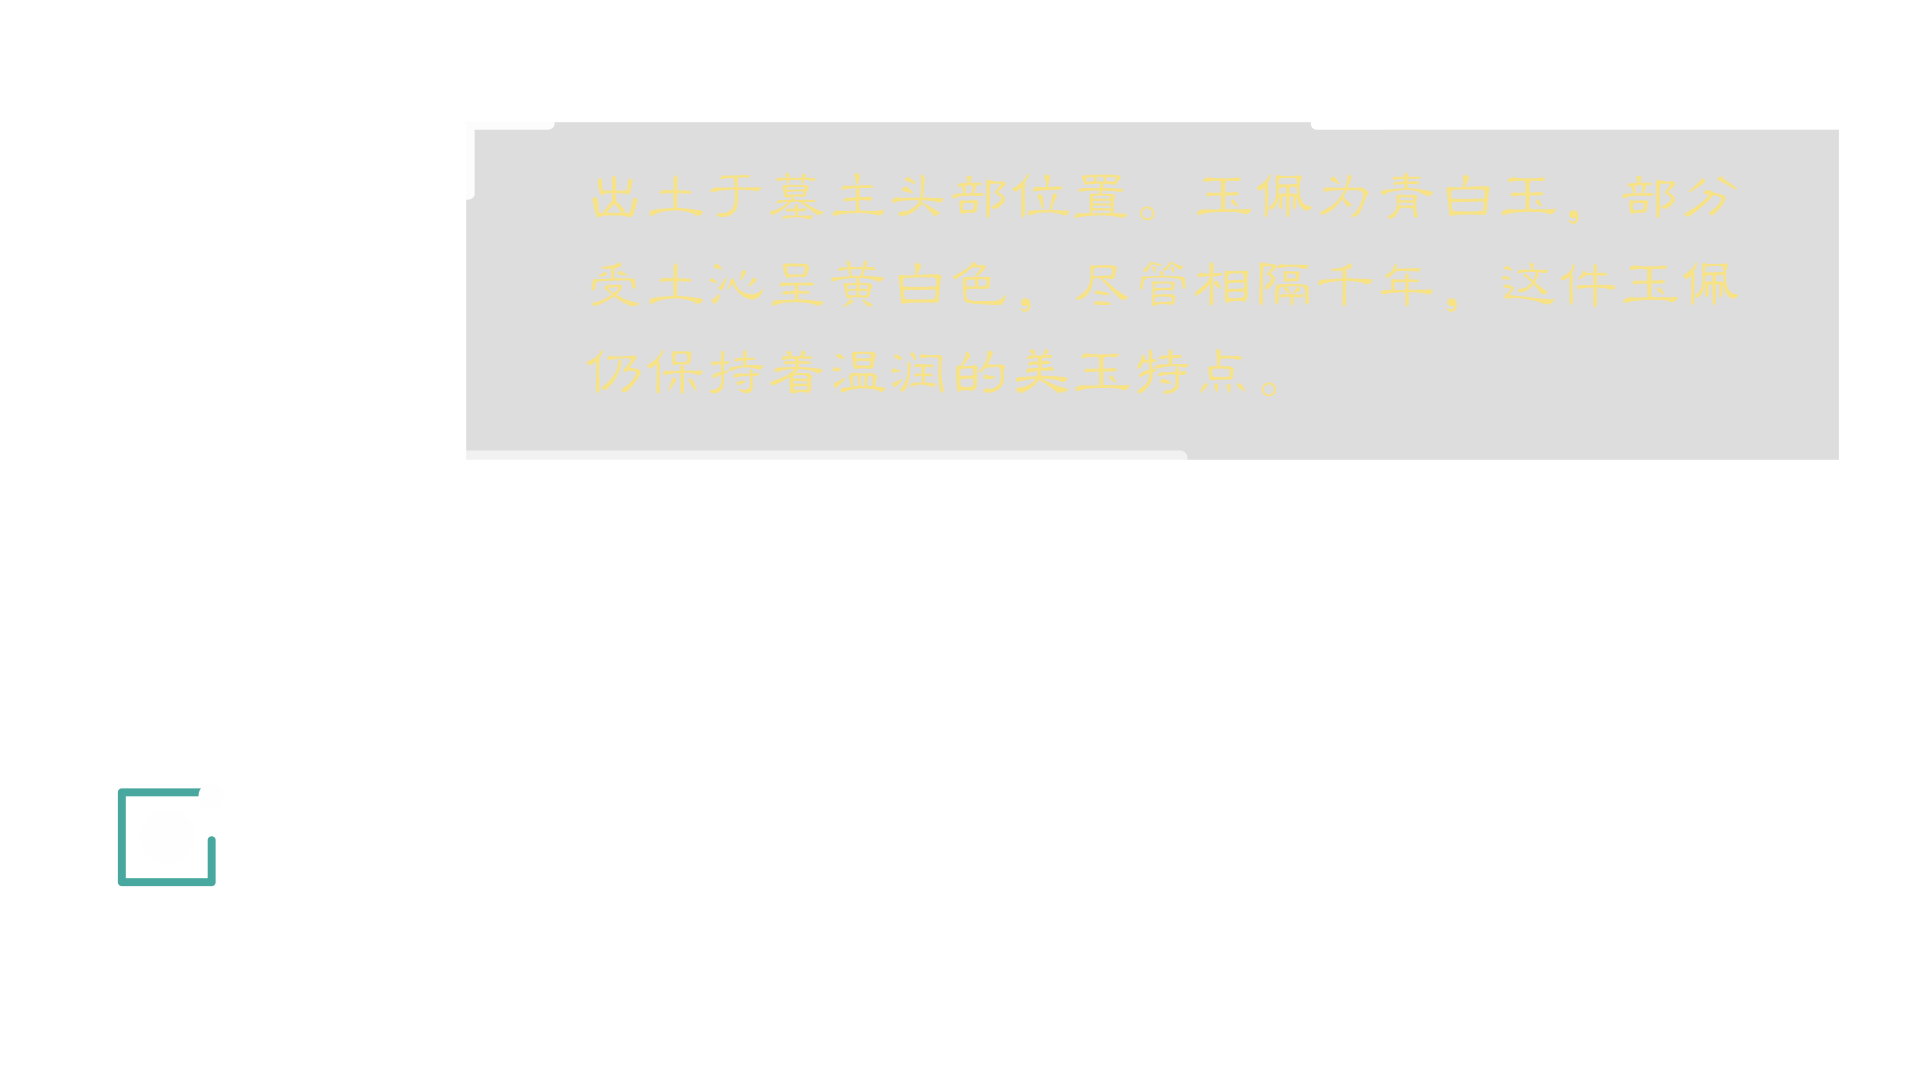 出土于墓主头部位置。玉佩为青白玉，部分
受土沁呈黄白色，尽管相隔千年，这件玉佩
仍保持着温润的美玉特点。